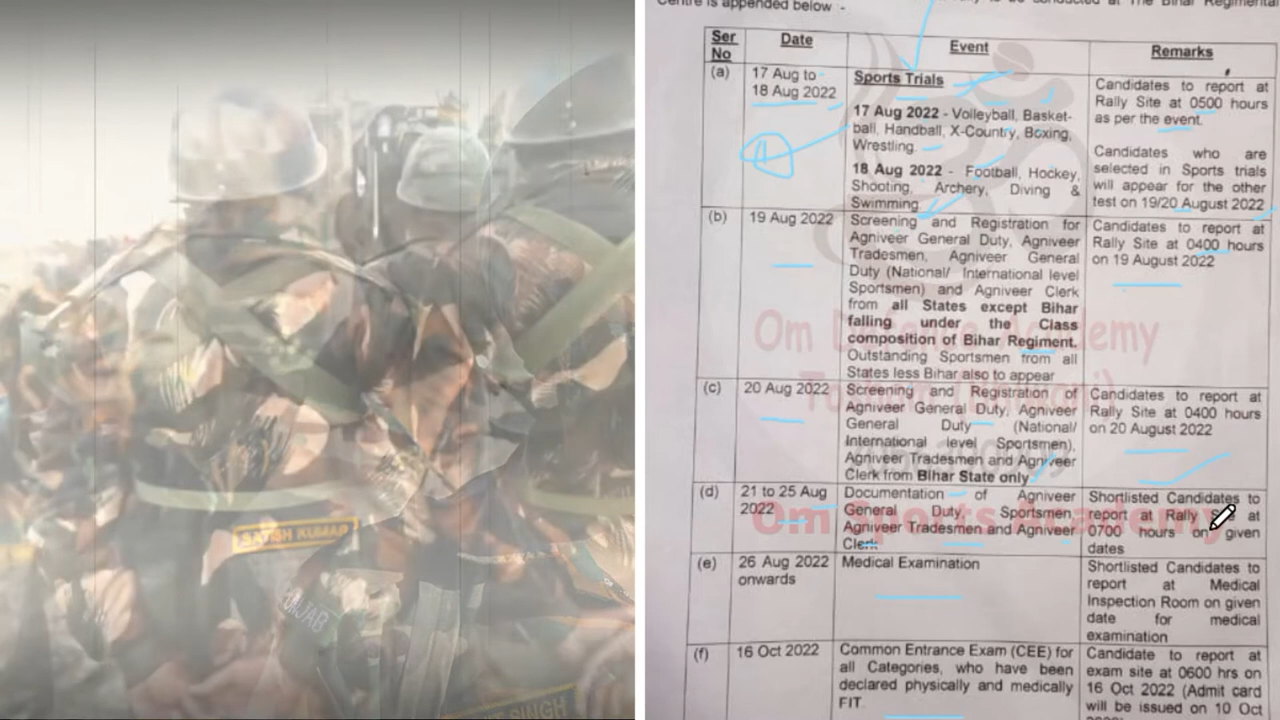 SATISH KUMAR
PUNJAB
SINGH
Centre is appended below :-
Ser No
Date
Event
Remarks
(a)
17 Aug to
18 Aug 2022
Sports Trials
17 Aug 2022 - Volleyball, Basket-
ball, Handball, X-Country, Boxing,
Wrestling.
18 Aug 2022 - Football, Hockey,
Shooting, Archery, Diving &
Swimming
Candidates to report at
Rally Site at 0500 hours
as per the event.
Candidates who are
selected in Sports trials
will appear for the other
test on 19/20 August 2022
(b)
19 Aug 2022
Screening and Registration for
Agniveer General Duty, Agniveer
Tradesmen, Agniveer General
Duty (National/ International level
Sportsmen) and Agniveer Clerk
from all States except Bihar
falling under the Class
composition of Bihar Regiment.
Outstanding Sportsmen from all
States less Bihar also to appear
Candidates to report at
Rally Site at 0400 hours
on 19 August 2022
(c)
20 Aug 2022
Screening and Registration of
Agniveer General Duty, Agniveer
General Duty (National/
International level Sportsmen),
Agniveer Tradesmen and Agniveer
Clerk from Bihar State only
Candidates to report at
Rally Site at 0400 hours
on 20 August 2022
(d)
21 to 25 Aug
2022
Documentation of Agniveer
General Duty, Sportsmen,
Agniveer Tradesmen and Agniveer
Clerk
Shortlisted Candidates to
report at Rally Site at
0700 hours on given
dates
(e)
26 Aug 2022
onwards
Medical Examination
Shortlisted Candidates to
report at Medical
Inspection Room on given
date for medical
examination
(f)
16 Oct 2022
Common Entrance Exam (CEE) for
all Categories, who have been
declared physically and medically
FIT.
Candidate to report at
exam site at 0600 hrs on
16 Oct 2022 (Admit card
will be issued on 10 Oct
Om Defence Academy
Om Sports Academy